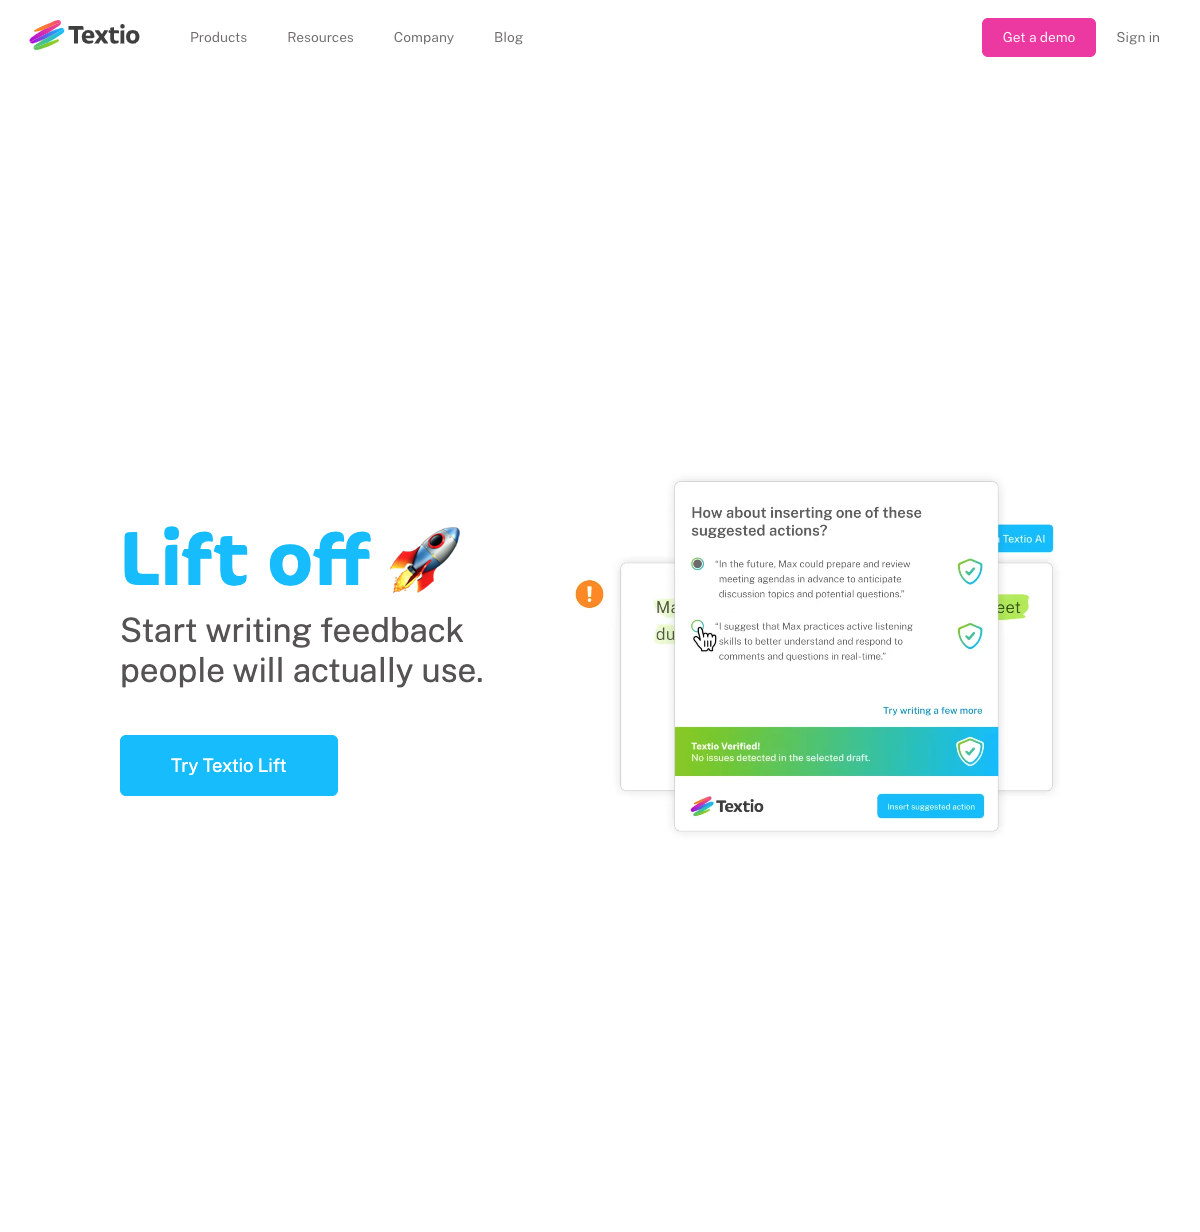 Textio
Products
Resources
Company
Blog
Get a demo
Sign in
Lift off
Start writing feedback
people will actually use.
Try Textio Lift
How about inserting one of these
suggested actions?
"In the future, Max could prepare and review
meeting agendas in advance to anticipate
discussion topics and potential questions."
"I suggest that Max practices active listening
skills to better understand and respond to
comments and questions in real-time."
Try writing a few more
Textio Verified!
No issues detected in the selected draft.
Textio
Insert suggested action
Textio AI
!